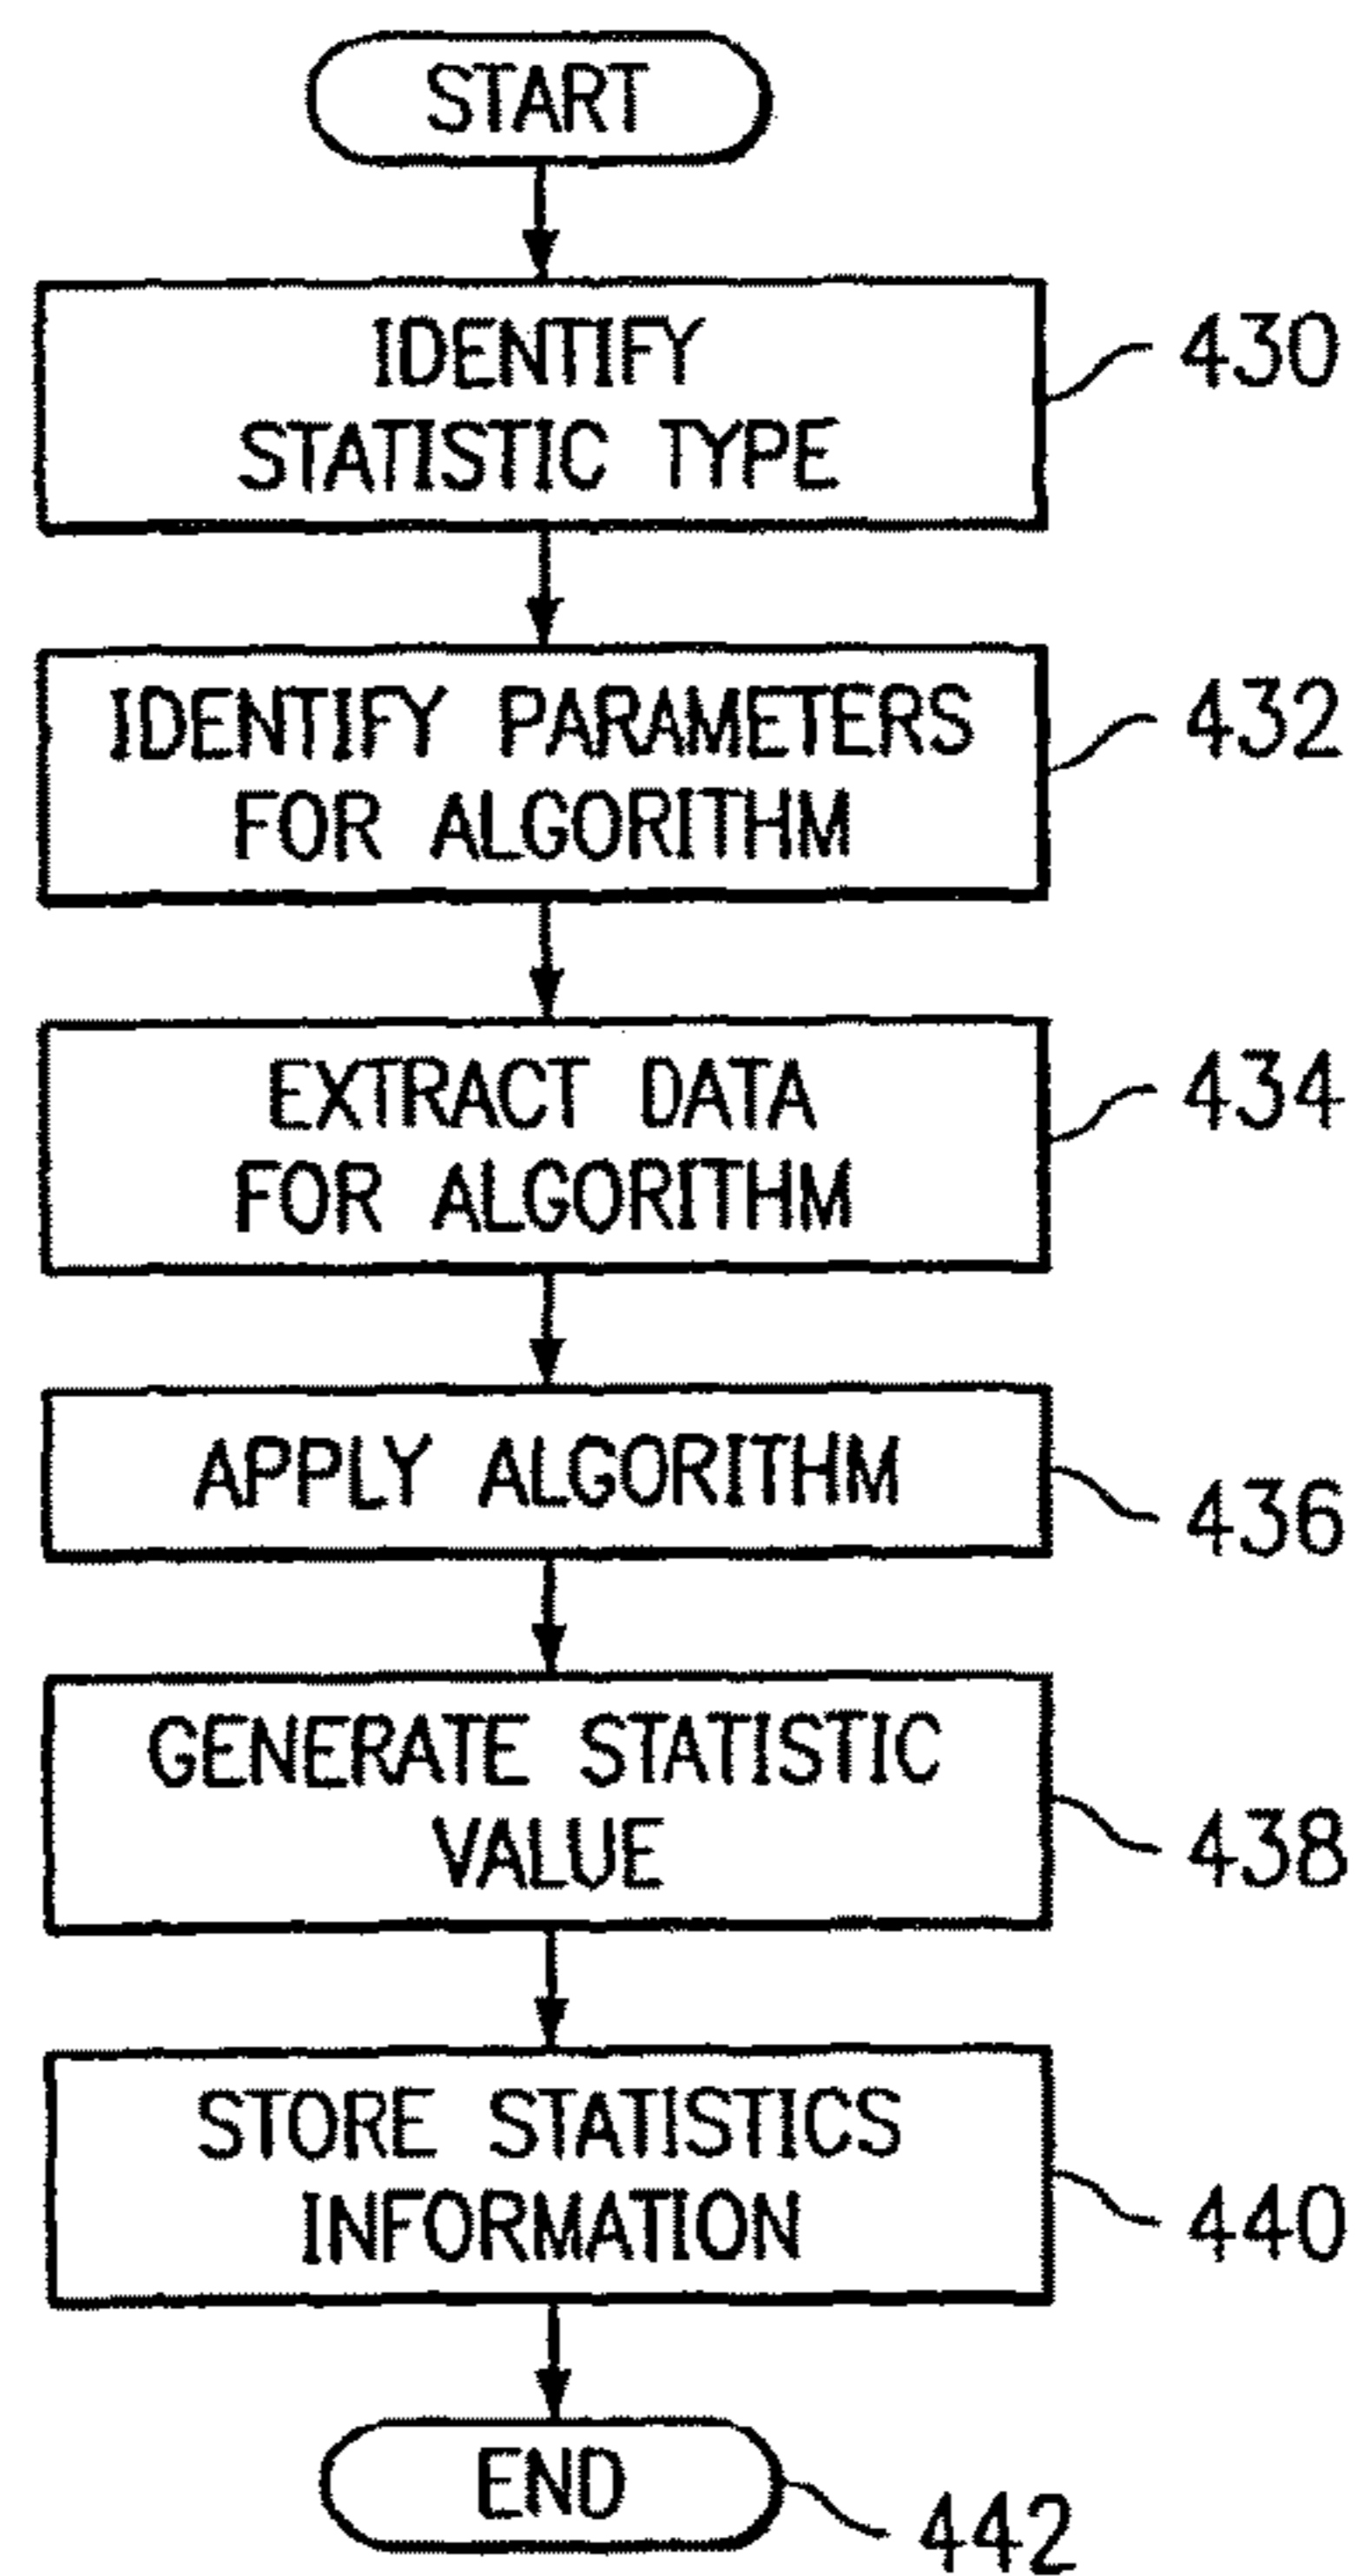 START
IDENTIFY
STATISTIC TYPE
430
IDENTIFY PARAMETERS
FOR ALGORITHM
432
EXTRACT DATA
FOR ALGORITHM
434
APPLY ALGORITHM
436
GENERATE STATISTIC
VALUE
438
STORE STATISTICS
INFORMATION
440
END
442